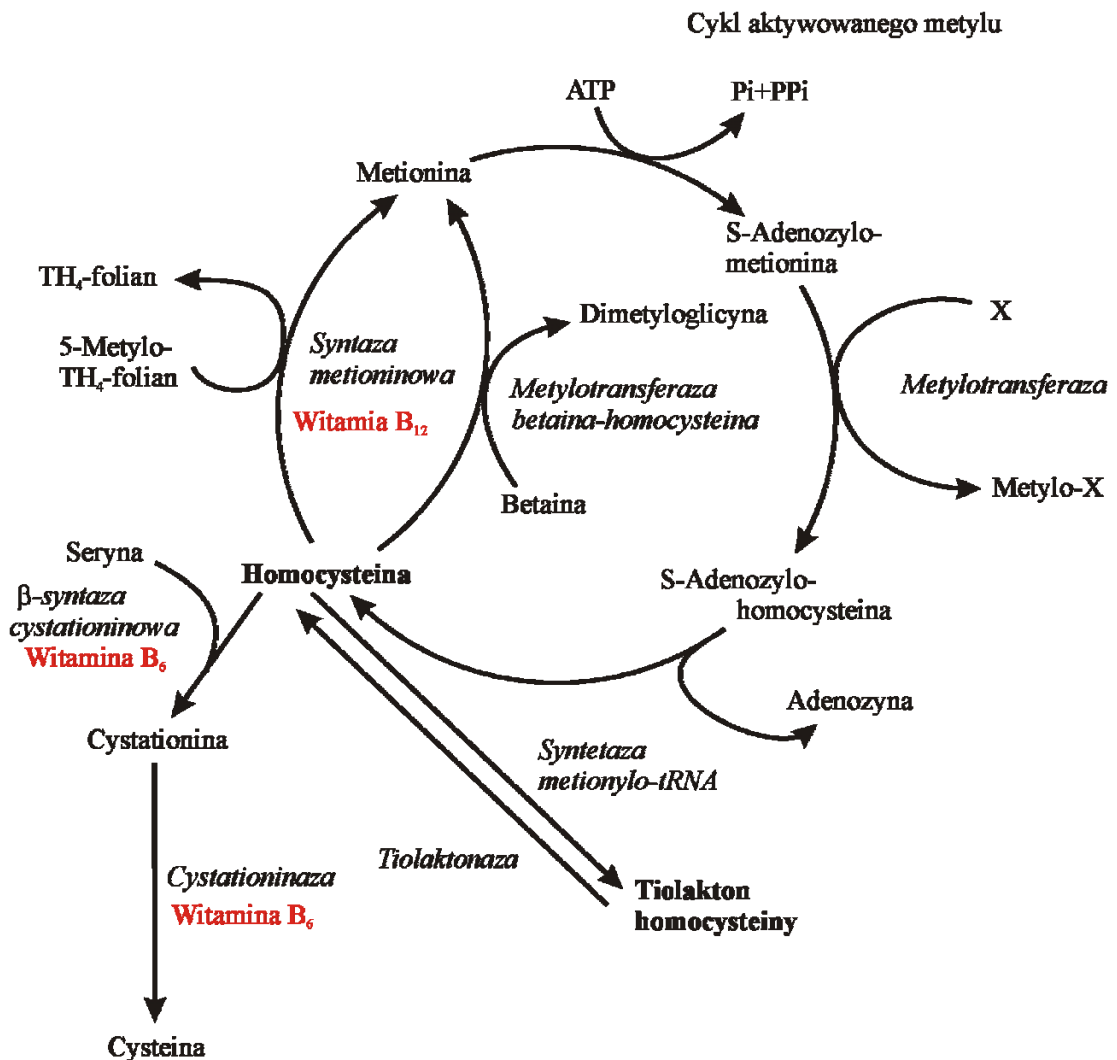 Cykl aktywowanego metylu
ATP
Pi+PPi
Metionina
S-Adenozylo-
metionina
TH₄-folian
Dimetyloglicyna
X
5-Metylo-
TH₄-folian
Syntaza
metioninowa
Witamia B₁₂
Metylotransferaza
betaina-homocysteina
Metylotransferaza
Betaina
Metylo-X
Seryna
Homocysteina
S-Adenozylo-
homocysteina
β-syntaza
cystationinowa
Witamina B₆
Adenozyna
Cystationina
Syntetaza
metionylo-tRNA
Tiolaktonaza
Cystationinaza
Witamina B₆
Tiolakton
homocysteiny
Cysteina